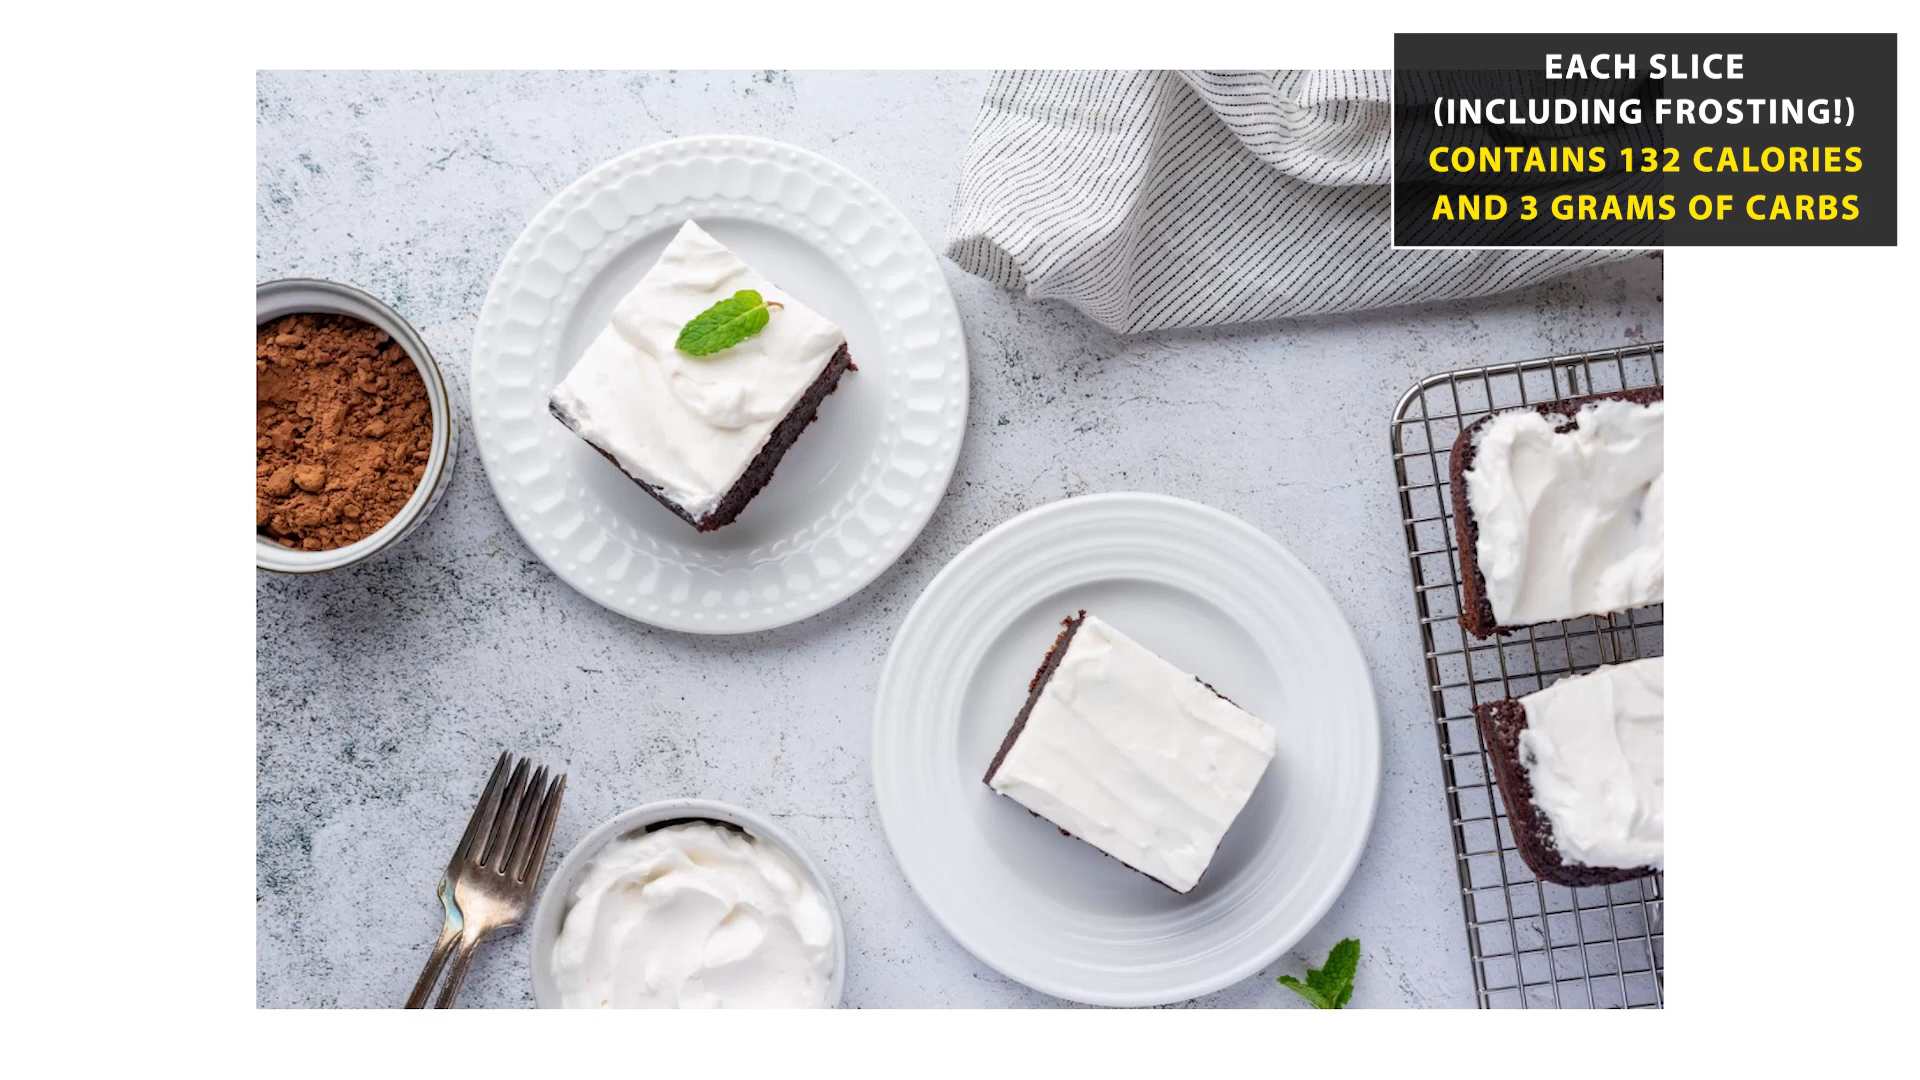 EACH SLICE
(INCLUDING FROSTING!)
CONTAINS 132 CALORIES
AND 3 GRAMS OF CARBS